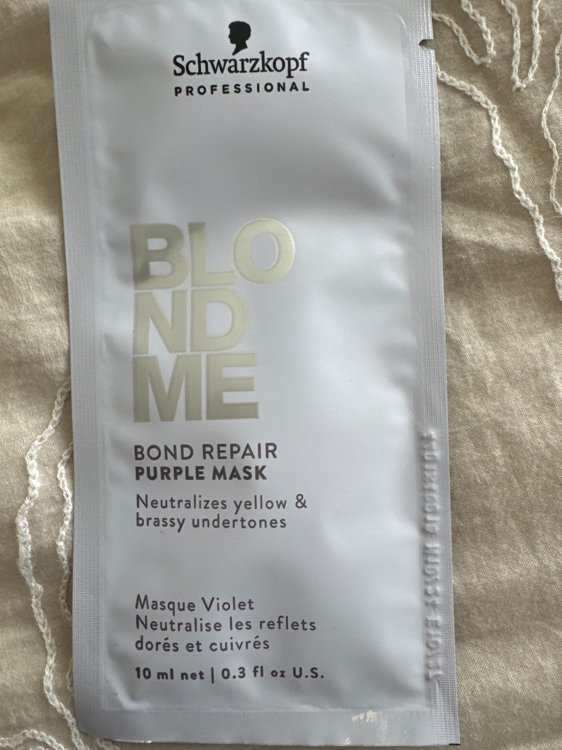 Schwarzkopf
PROFESSIONAL
BLO
ND
ME
BOND REPAIR
PURPLE MASK
Neutralizes yellow &
brassy undertones
Masque Violet
Neutralise les reflets
dorés et cuivrés
10 ml net | 0.3 fl oz U.S.